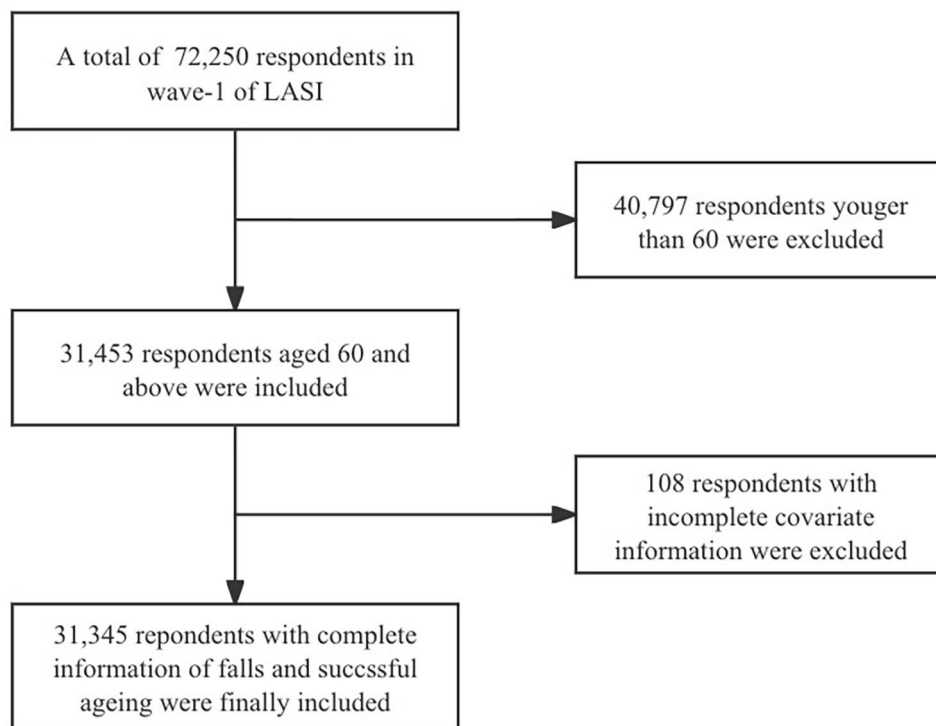 A total of 72,250 respondents in
wave-1 of LASI
40,797 respondents youger
than 60 were excluded
31,453 respondents aged 60 and
above were included
108 respondents with
incomplete covariate
information were excluded
31,345 repondents with complete
information of falls and succssful
ageing were finally included